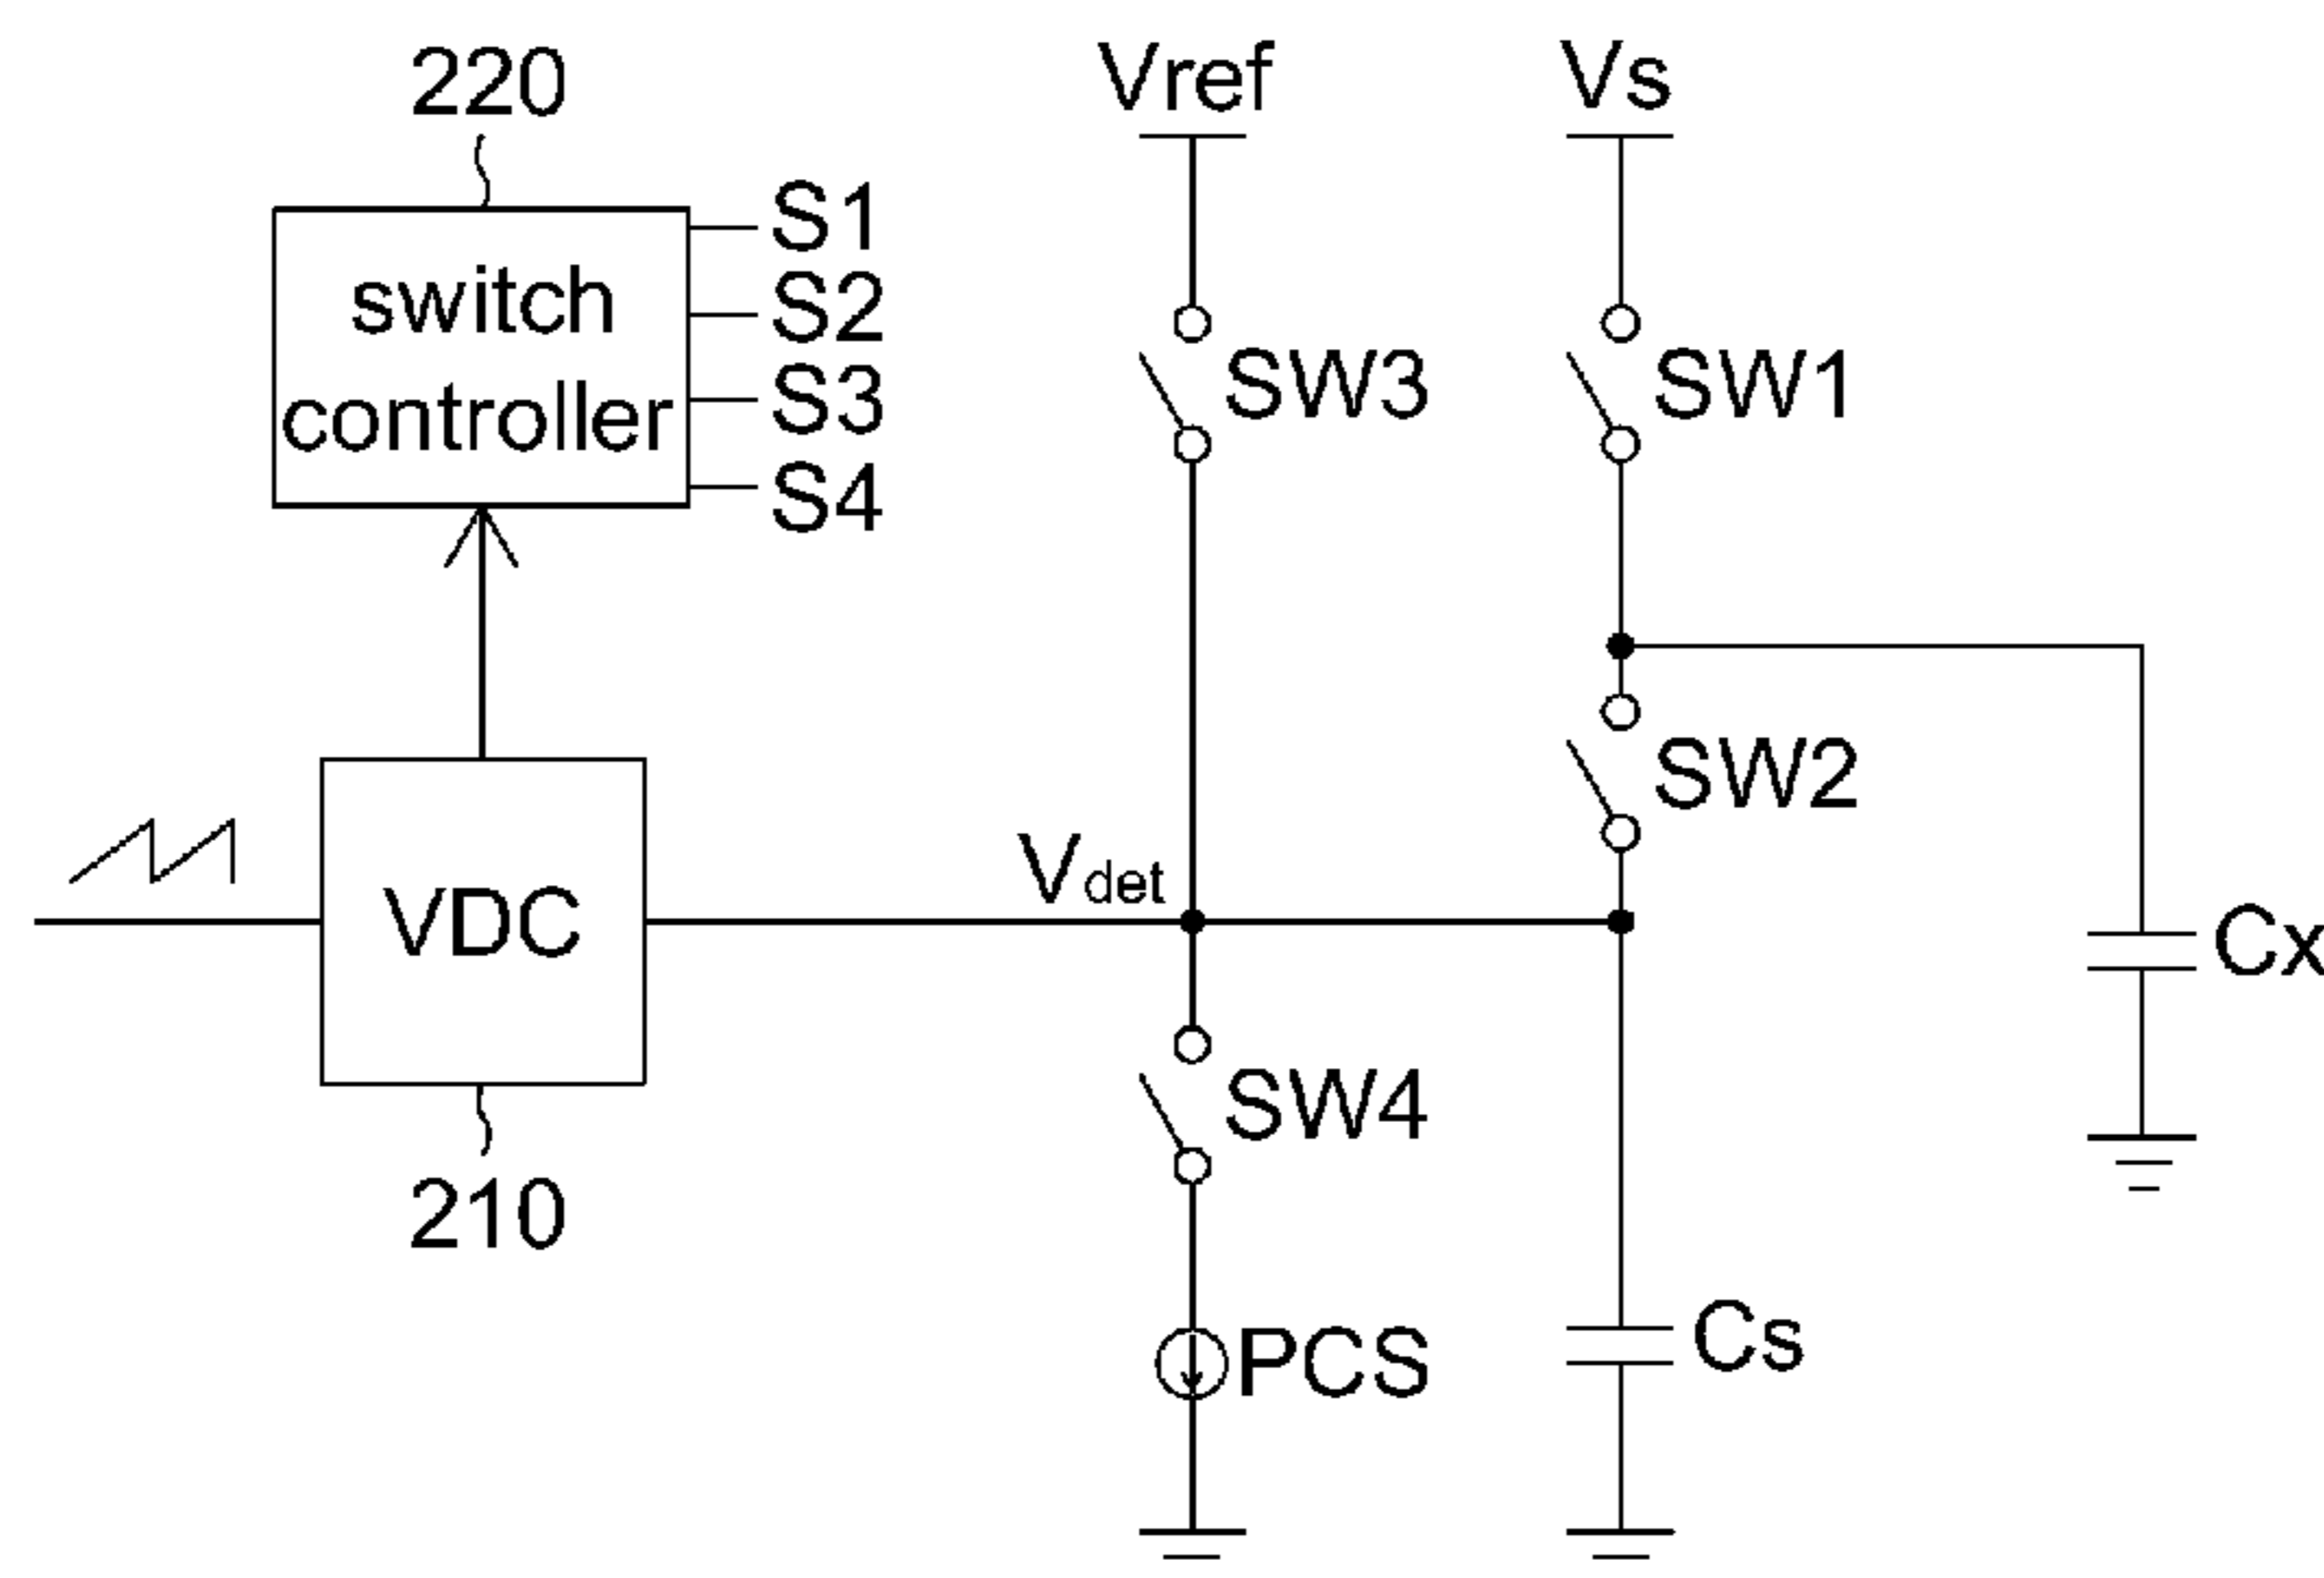 220
Vref
Vs
switch
controller
S1
S2
S3
S4
SW3
SW1
SW2
Vdet
VDC
Cx
SW4
210
PCS
Cs